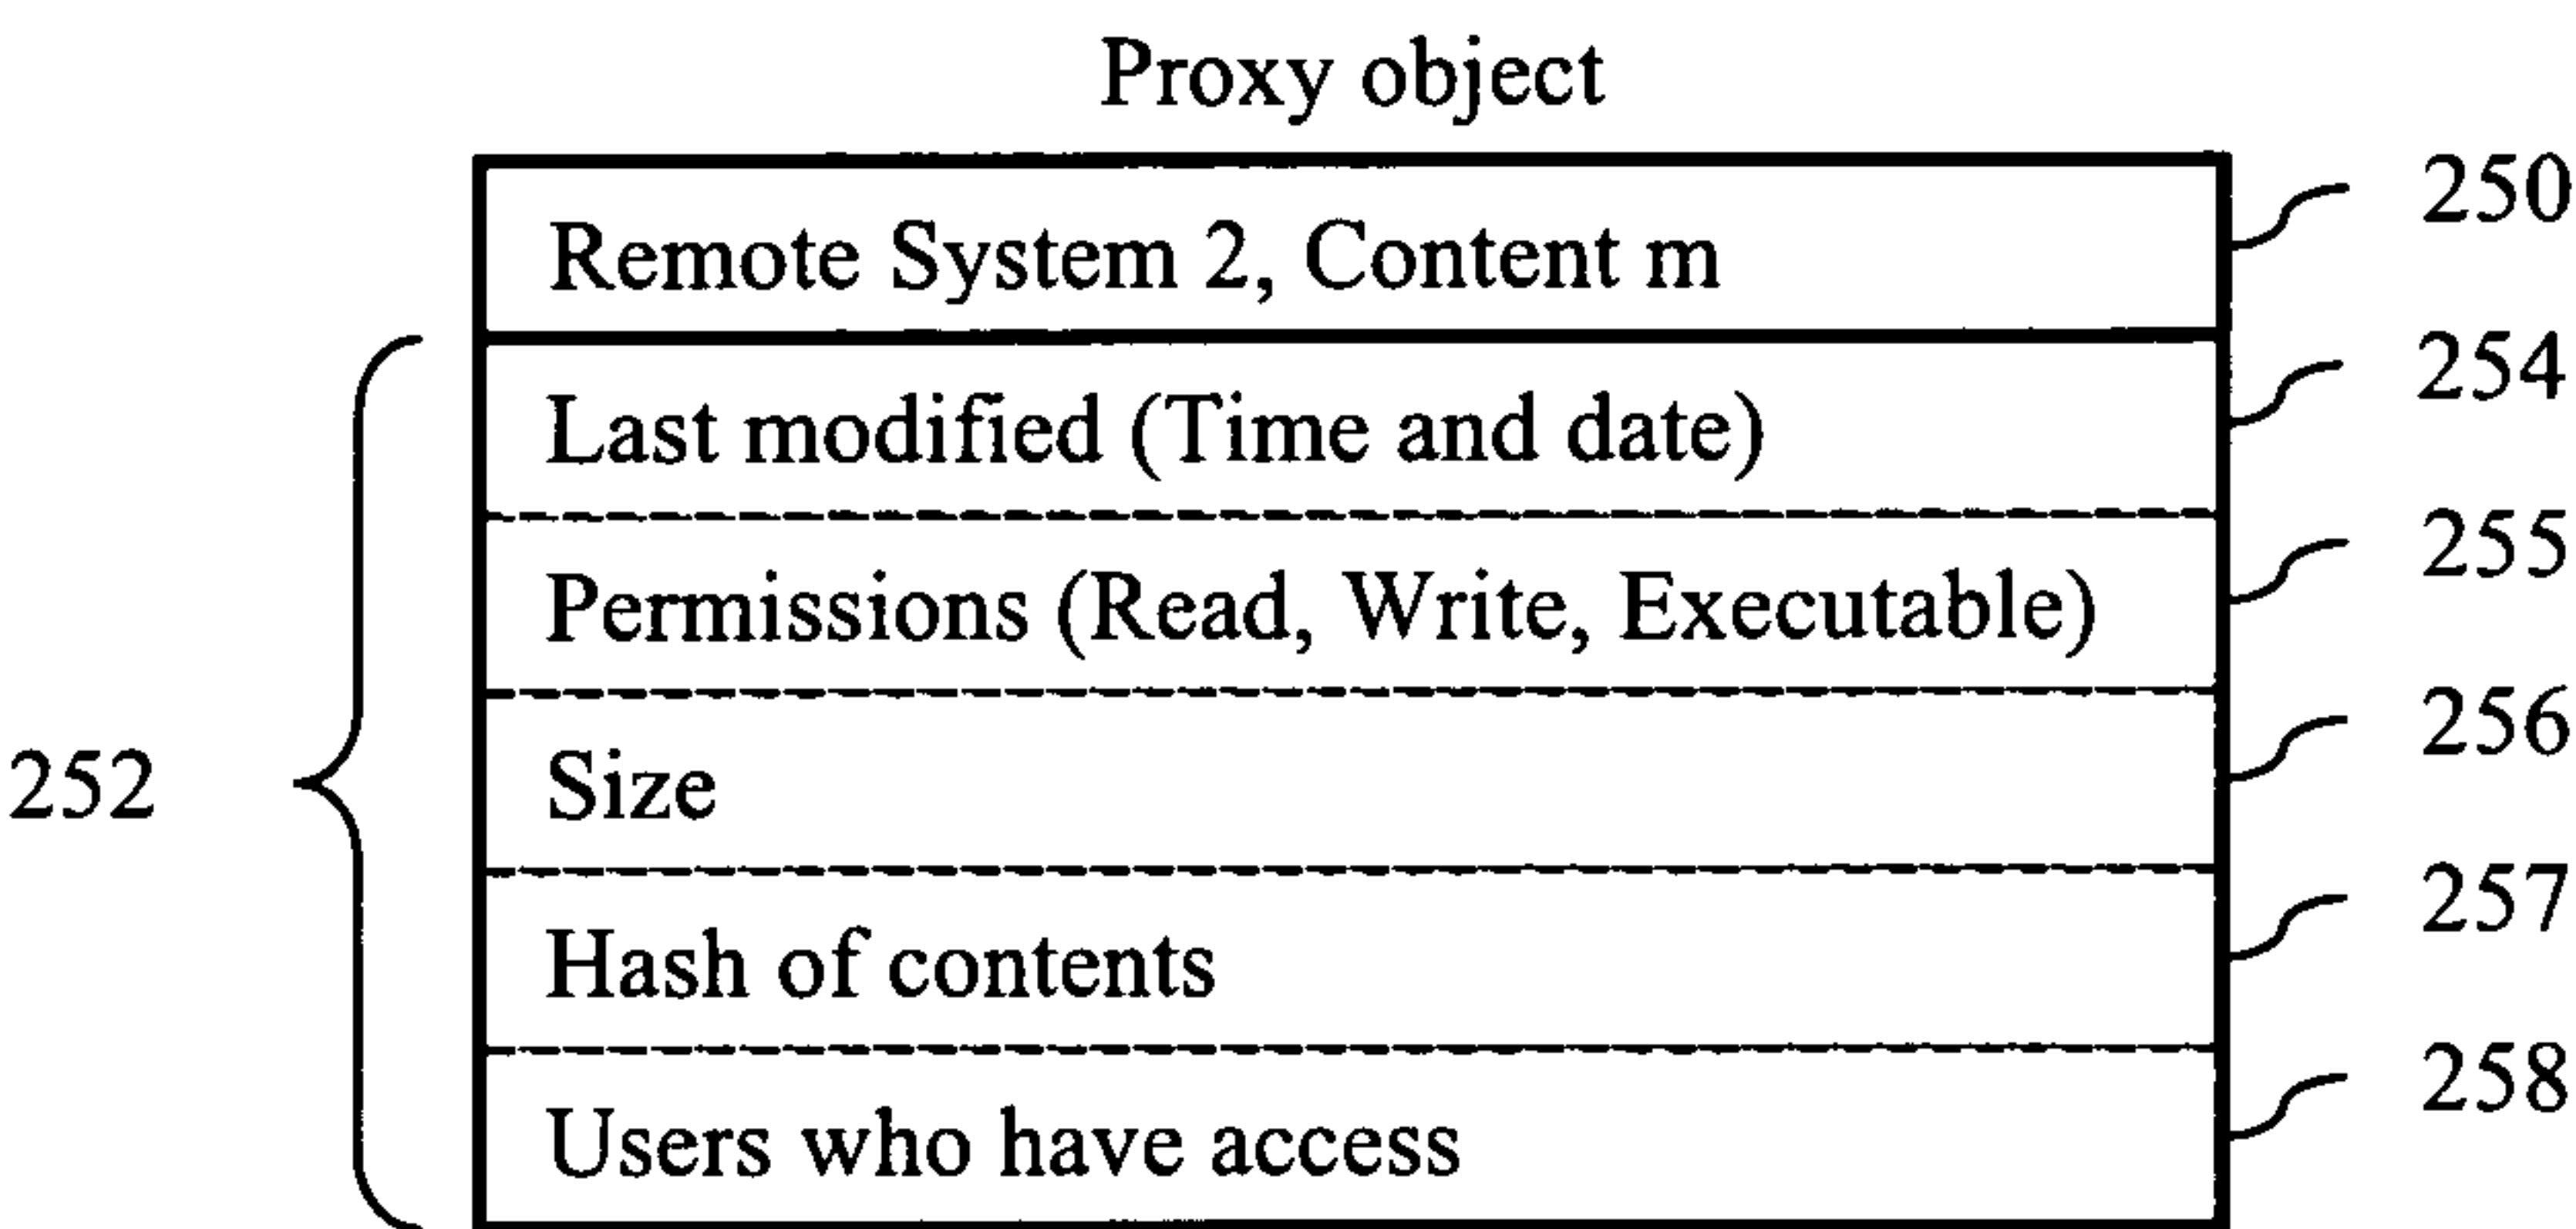 Proxy object
Remote System 2, Content m
250
Last modified (Time and date)
254
Permissions (Read, Write, Executable)
255
252
Size
256
Hash of contents
257
Users who have access
258